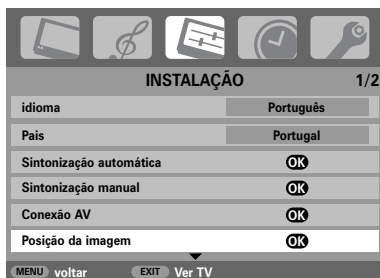 INSTALAÇÃO 1/2
idioma Português
Pais Portugal
Sintonização automática OK
Sintonização manual OK
Conexão AV OK
Posição da imagem OK
MENU voltar EXIT Ver TV